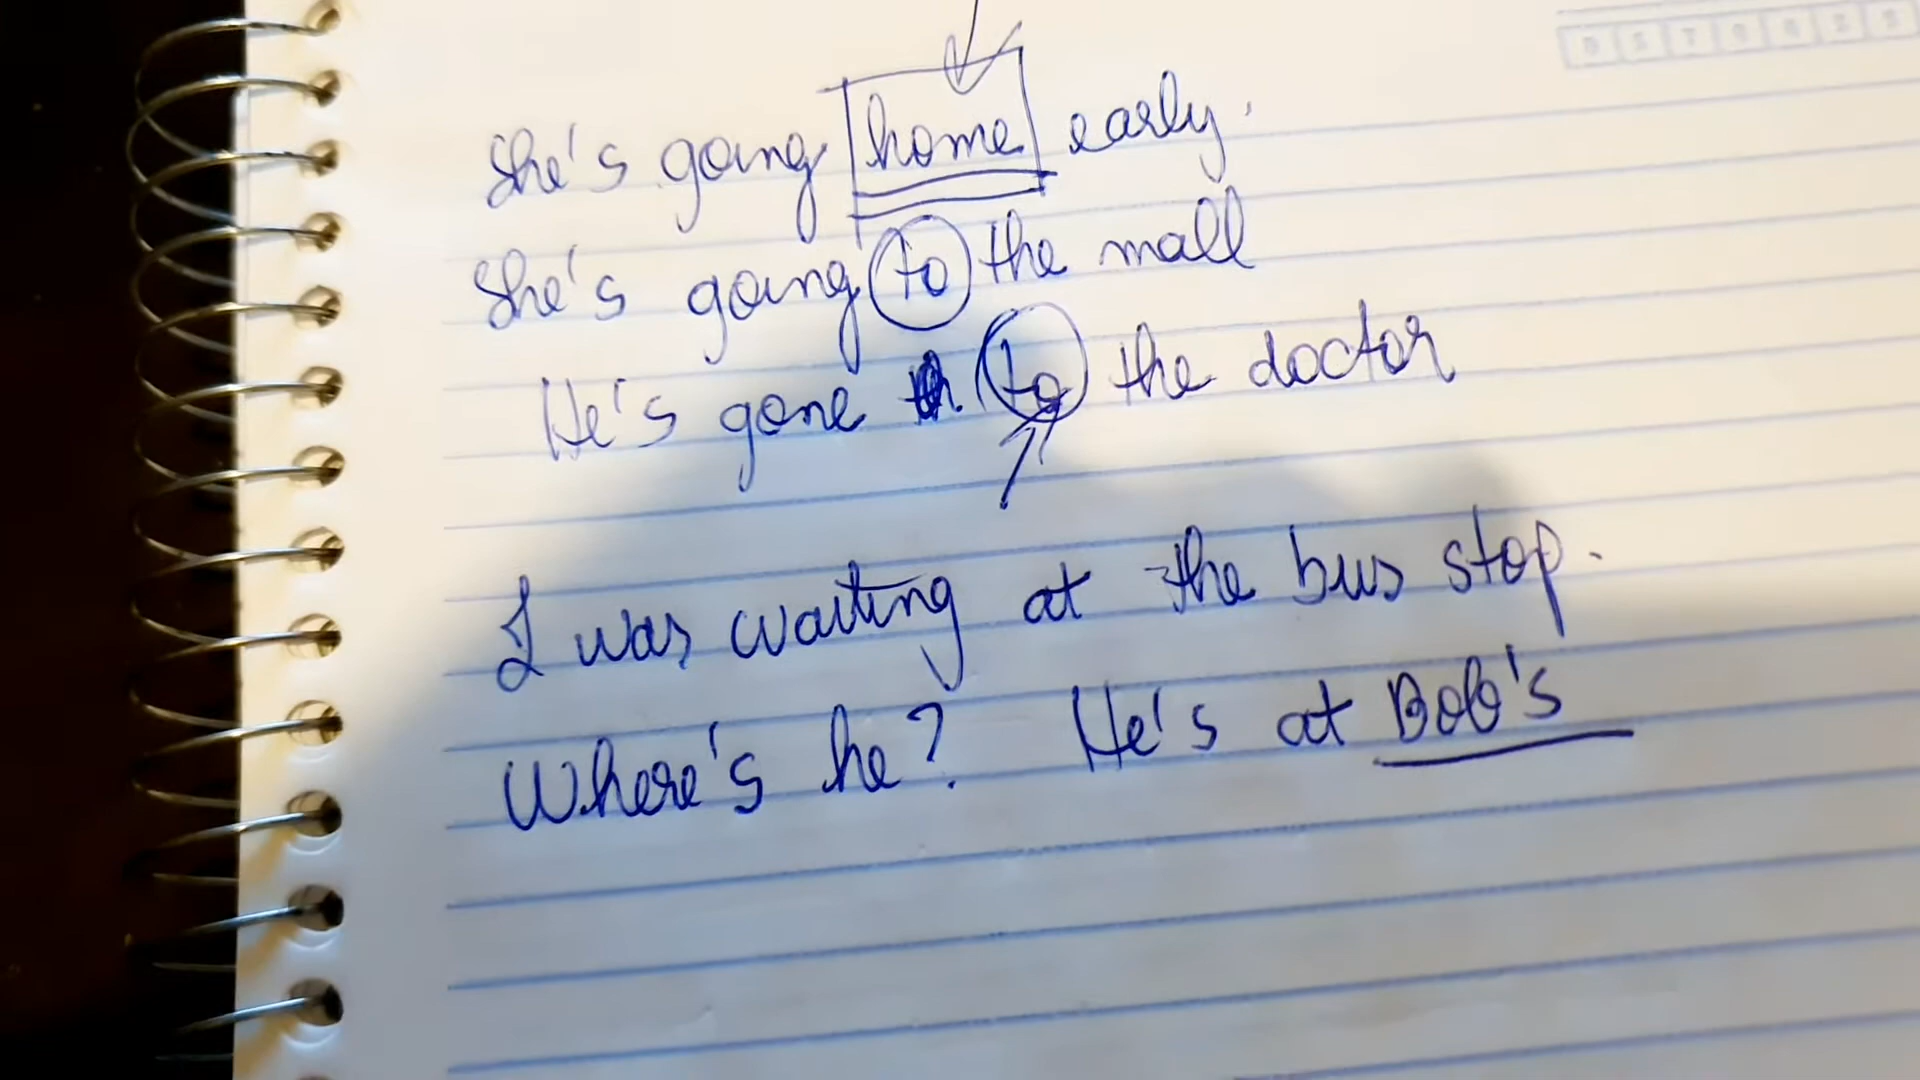 She's going home early.
She's going to the mall
He's gone to the doctor
I was waiting at the bus stop.
Where's he? He's at Bob's